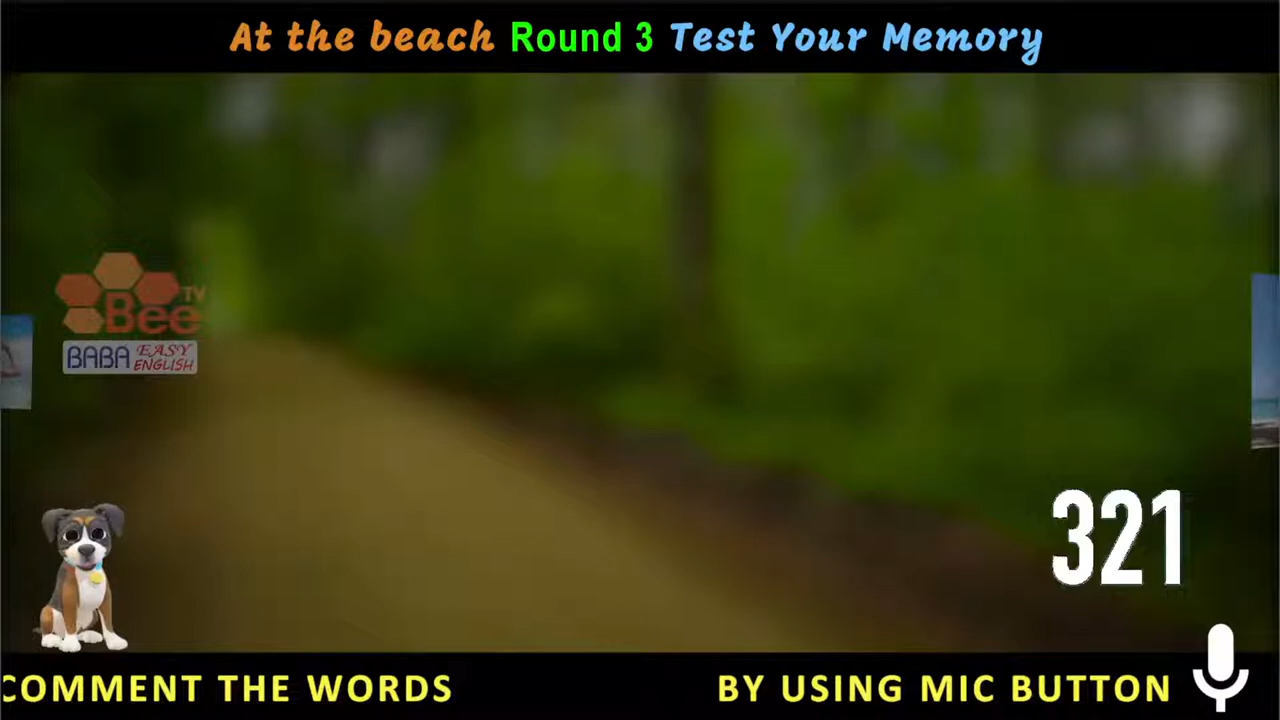 At the beach Round 3 Test Your Memory
Bee TV
BABA EASY ENGLISH
321
COMMENT THE WORDS BY USING MIC BUTTON